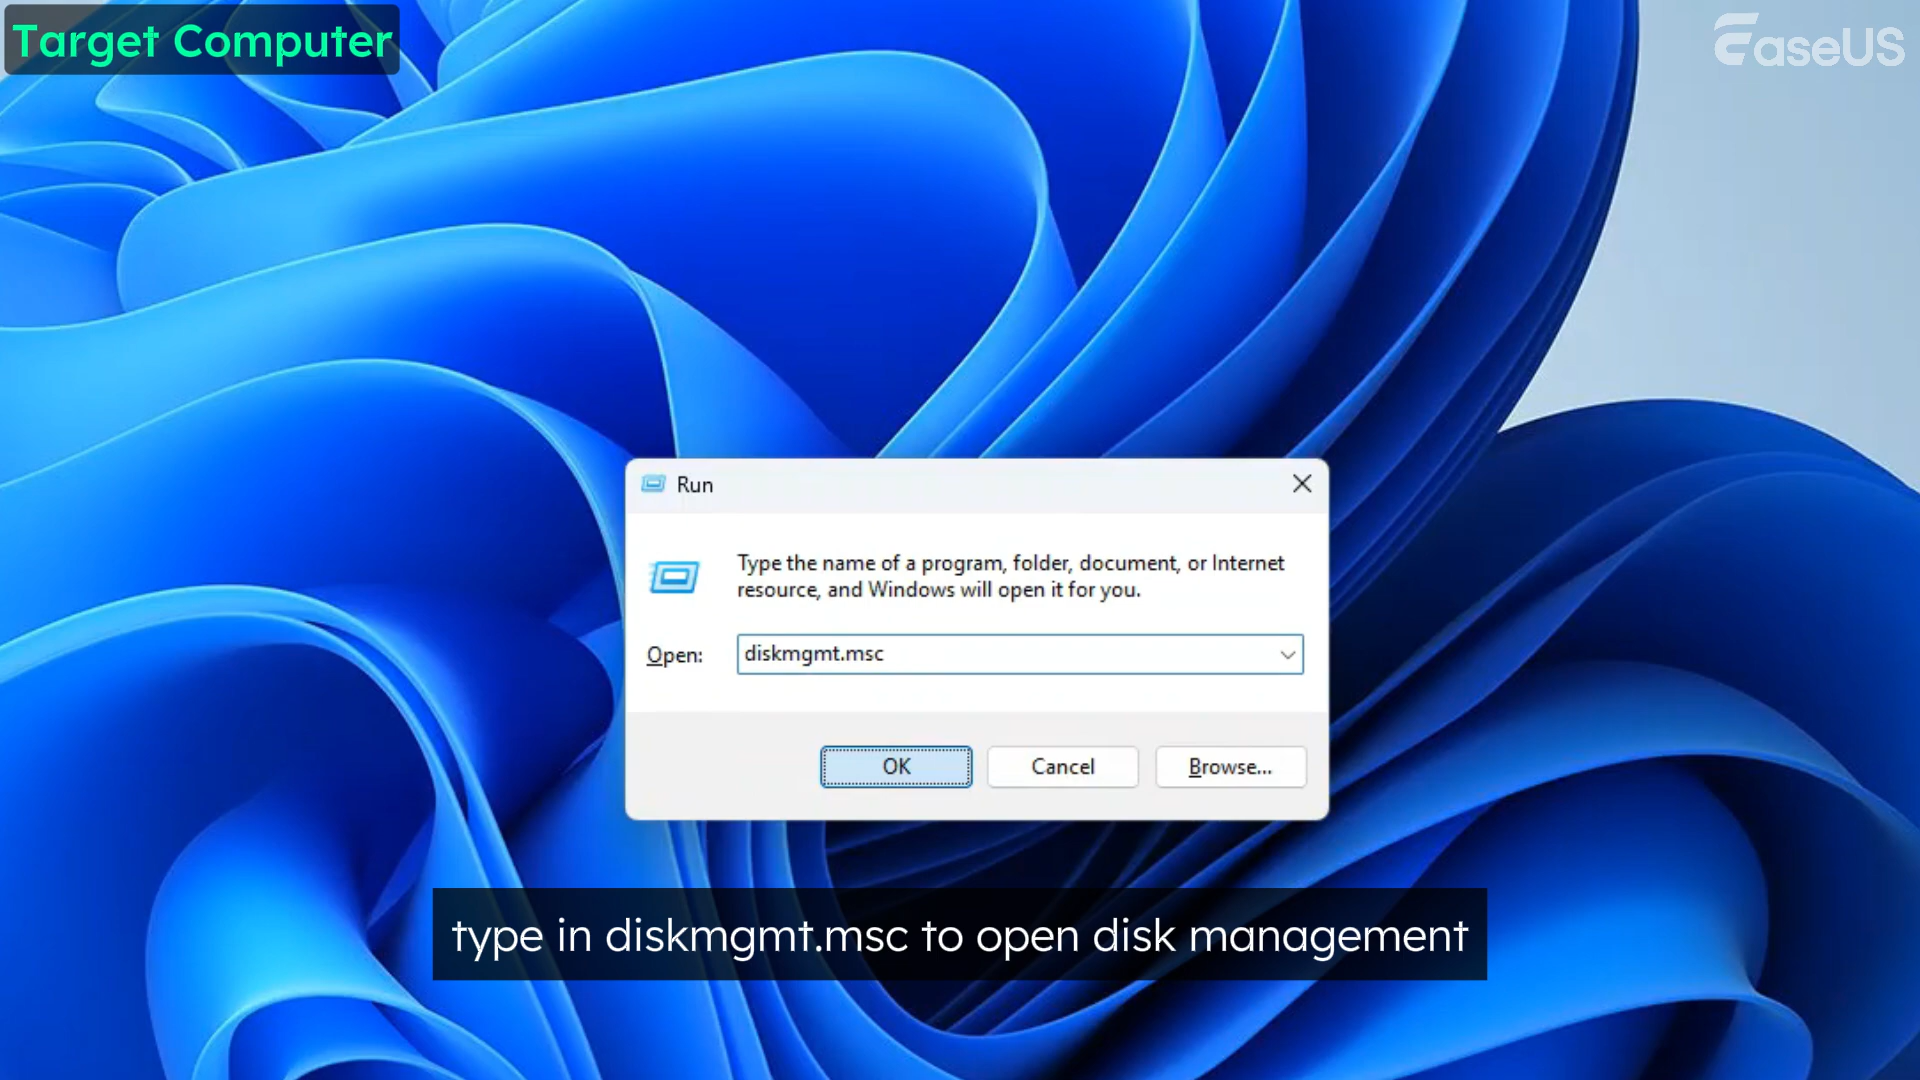 Target Computer
EaseUS
Run
Type the name of a program, folder, document, or Internet
resource, and Windows will open it for you.
Open:
diskmgmt.msc
OK
Cancel
Browse...
type in diskmgmt.msc to open disk management